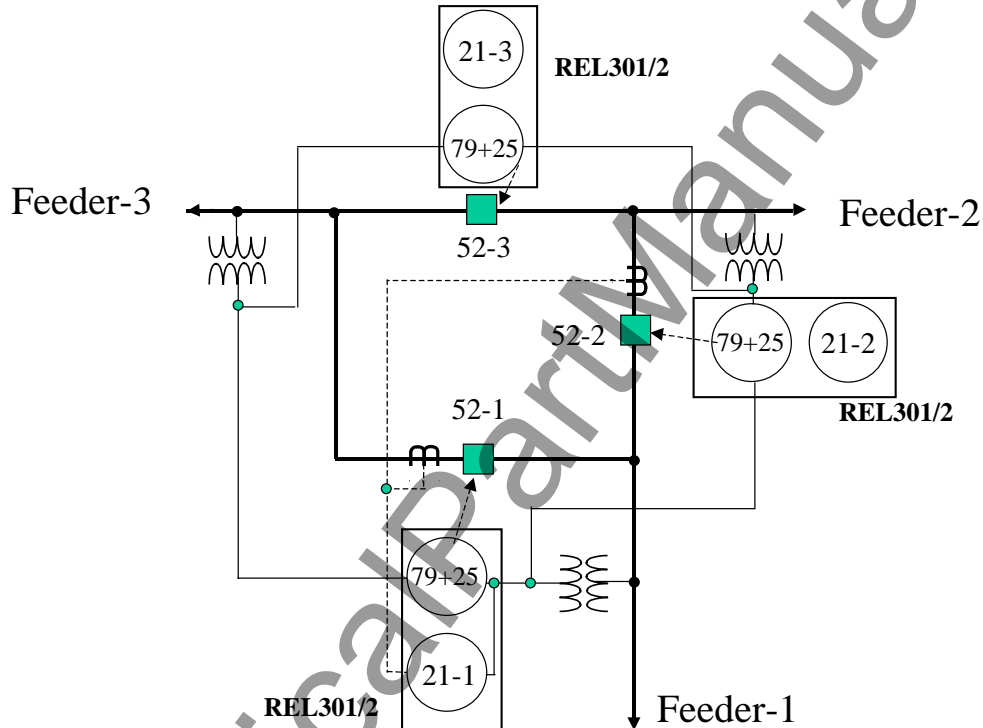 21-3
REL301/2
79+25
Feeder-3
Feeder-2
52-3
52-2
79+25
21-2
REL301/2
52-1
79+25
21-1
REL301/2
Feeder-1
icalPartManua